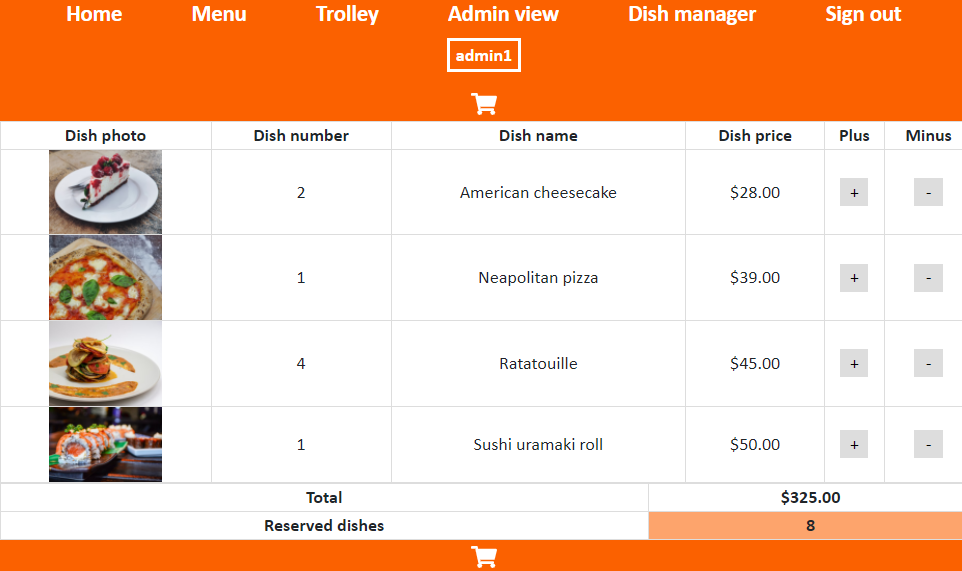 Home Menu Trolley Admin view Dish manager Sign out
admin1
Dish photo Dish number Dish name Dish price Plus Minus
2 American cheesecake $28.00 + -
1 Neapolitan pizza $39.00 + -
4 Ratatouille $45.00 + -
1 Sushi uramaki roll $50.00 + -
Total $325.00
Reserved dishes 8